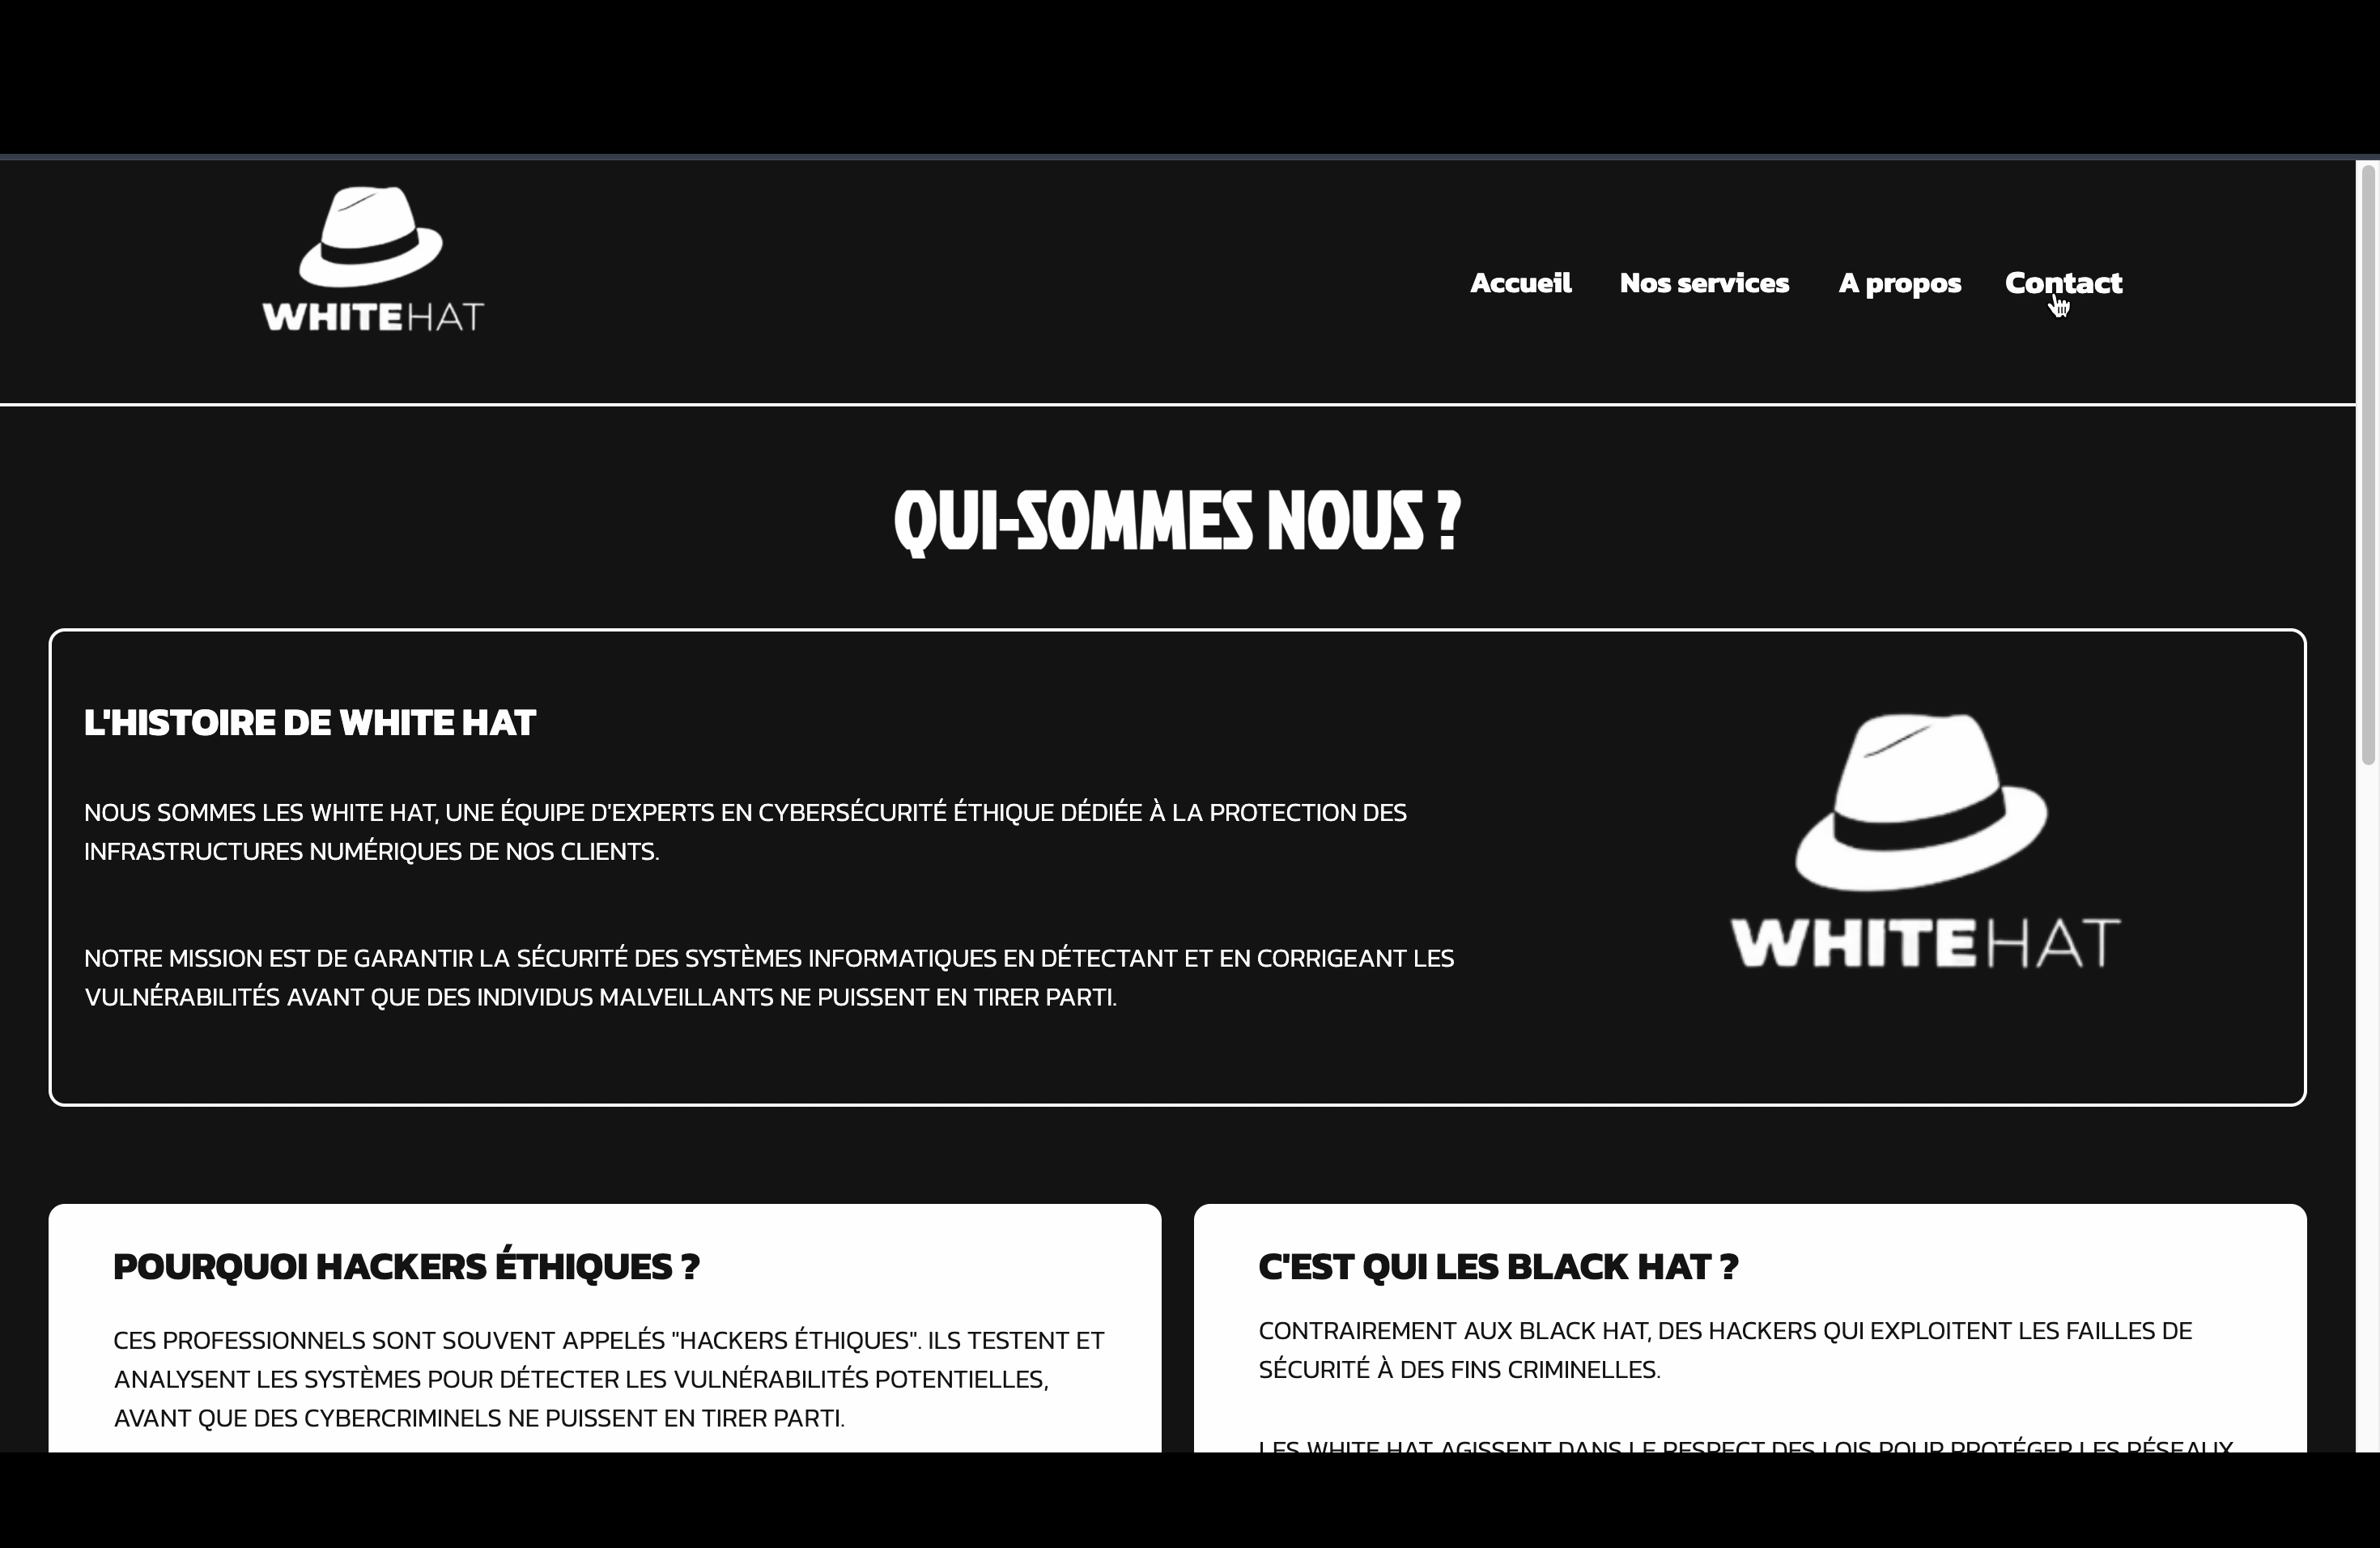 WHITEHAT
Accueil Nos services A propos Contact
QUI-SOMMES NOUS ?
L'HISTOIRE DE WHITE HAT
NOUS SOMMES LES WHITE HAT, UNE ÉQUIPE D'EXPERTS EN CYBERSÉCURITÉ ÉTHIQUE DÉDIÉE À LA PROTECTION DES
INFRASTRUCTURES NUMÉRIQUES DE NOS CLIENTS.
NOTRE MISSION EST DE GARANTIR LA SÉCURITÉ DES SYSTÈMES INFORMATIQUES EN DÉTECTANT ET EN CORRIGEANT LES
VULNÉRABILITÉS AVANT QUE DES INDIVIDUS MALVEILLANTS NE PUISSENT EN TIRER PARTI.
WHITEHAT
POURQUOI HACKERS ÉTHIQUES ?
CES PROFESSIONNELS SONT SOUVENT APPELÉS "HACKERS ÉTHIQUES". ILS TESTENT ET
ANALYSENT LES SYSTÈMES POUR DÉTECTER LES VULNÉRABILITÉS POTENTIELLES,
AVANT QUE DES CYBERCRIMINELS NE PUISSENT EN TIRER PARTI.
C'EST QUI LES BLACK HAT ?
CONTRAIREMENT AUX BLACK HAT, DES HACKERS QUI EXPLOITENT LES FAILLES DE
SÉCURITÉ À DES FINS CRIMINELLES.
LES WHITE HAT AGISSENT DANS LE RESPECT DES LOIS POUR PROTÉGER LES RÉSEAUX